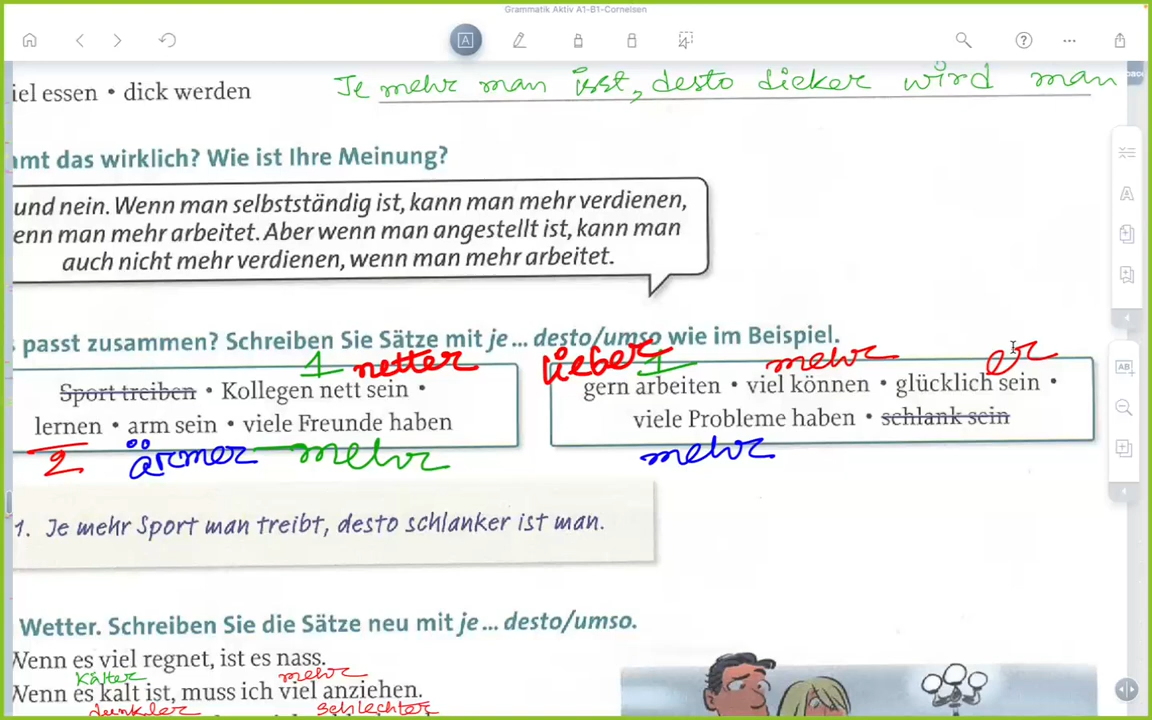 Grammatik Aktiv A1-B1-Cornelsen
iel essen • dick werden
Je mehr man isst, desto dicker wird man
mt das wirklich? Wie ist Ihre Meinung?
und nein. Wenn man selbstständig ist, kann man mehr verdienen,
enn man mehr arbeitet. Aber wenn man angestellt ist, kann man
auch nicht mehr verdienen, wenn man mehr arbeitet.
s passt zusammen? Schreiben Sie Sätze mit je ... desto/umso wie im Beispiel.
1 netter
lieber 1 mehr er
Sport treiben • Kollegen nett sein •
lernen • arm sein • viele Freunde haben
2 ärmer mehr
gern arbeiten • viel können • glücklich sein •
viele Probleme haben • schlank sein
mehr
1. Je mehr Sport man treibt, desto schlanker ist man.
Wetter. Schreiben Sie die Sätze neu mit je ... desto/umso.
Wenn es viel regnet, ist es nass.
kälter mehr
Wenn es kalt ist, muss ich viel anziehen.
dunkler schlechter